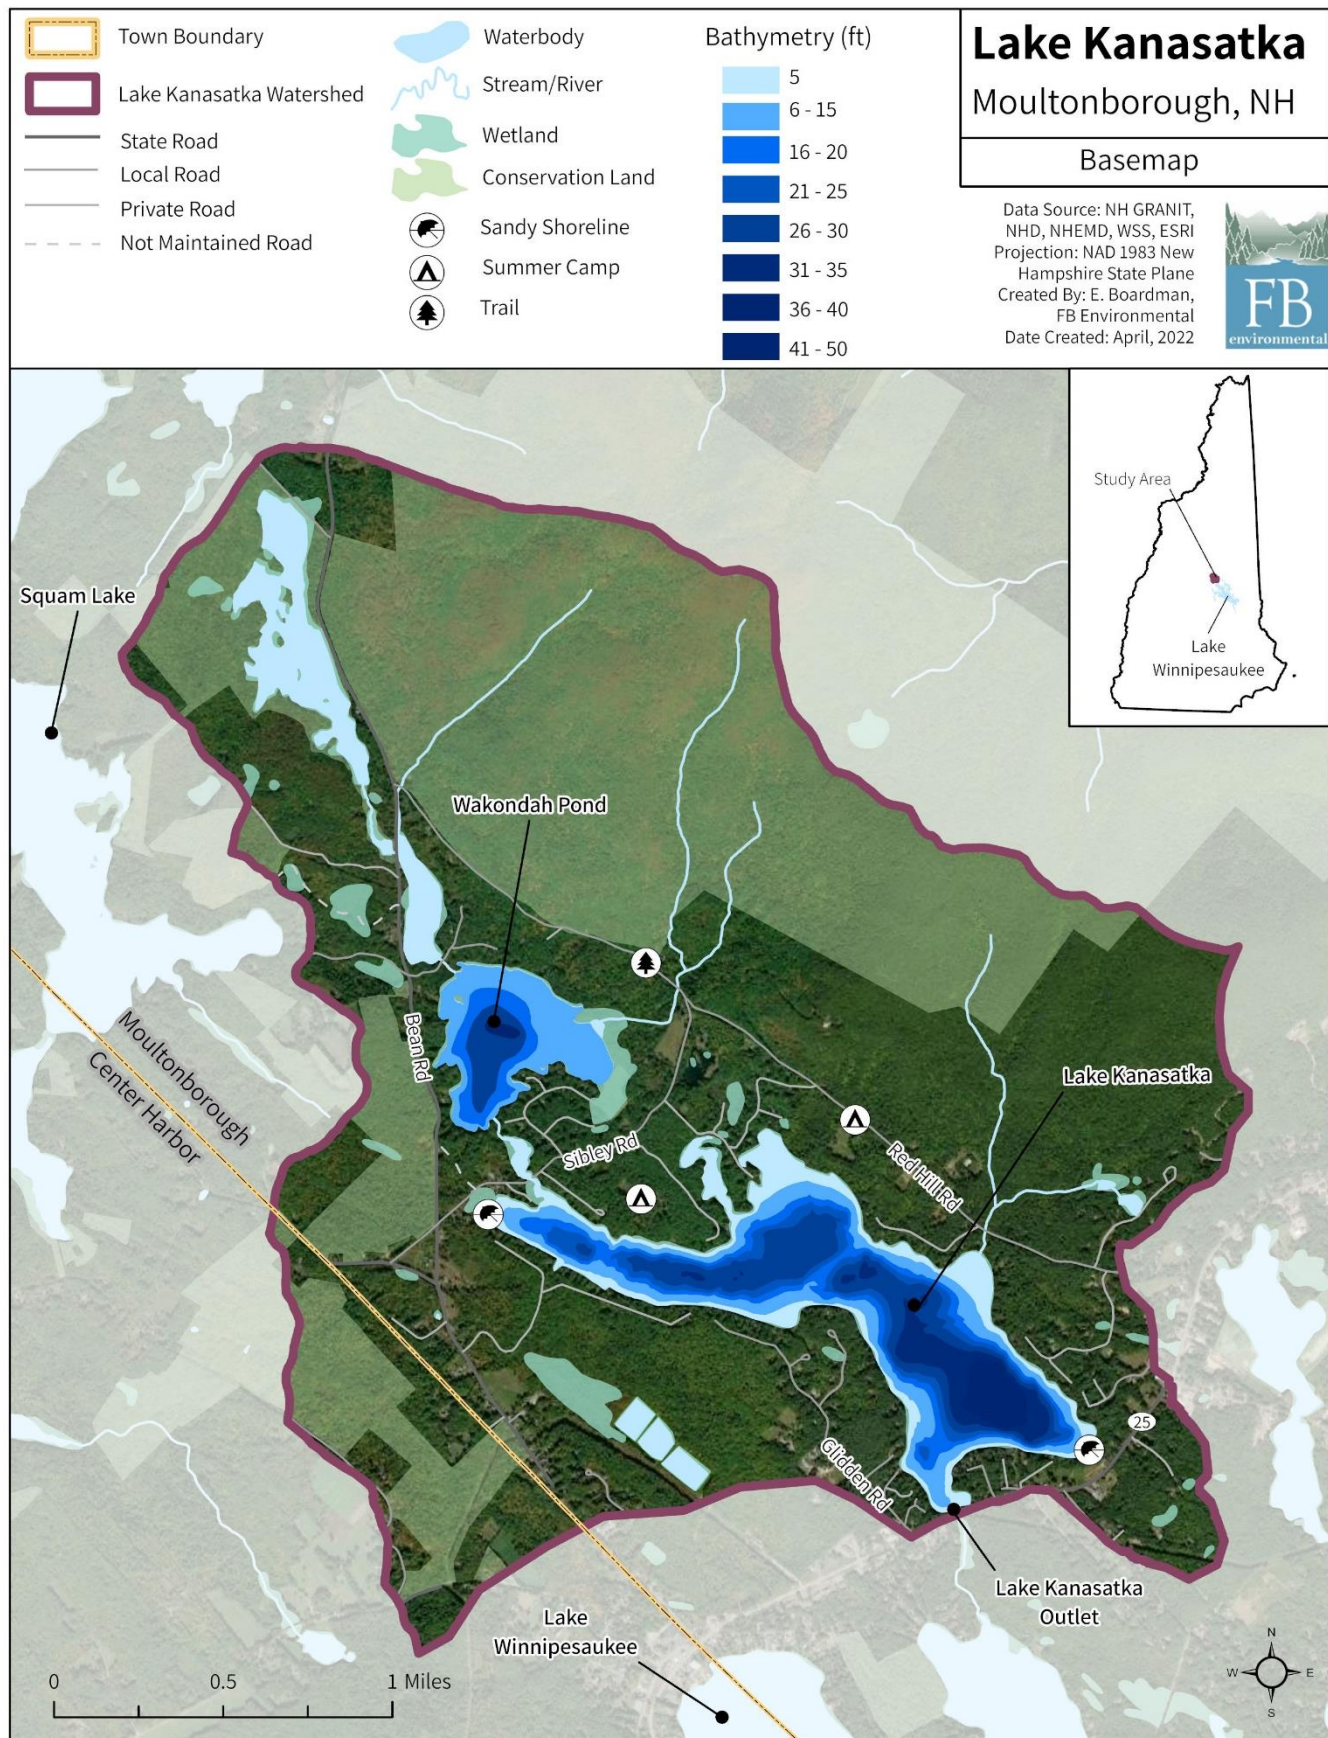 Town Boundary
Lake Kanasatka Watershed
State Road
Local Road
Private Road
Not Maintained Road
Waterbody
Stream/River
Wetland
Conservation Land
Sandy Shoreline
Summer Camp
Trail
Bathymetry (ft)
5
6 - 15
16 - 20
21 - 25
26 - 30
31 - 35
36 - 40
41 - 50
Lake Kanasatka
Moultonborough, NH
Basemap
Data Source: NH GRANIT,
NHD, NHEMD, WSS, ESRI
Projection: NAD 1983 New
Hampshire State Plane
Created By: E. Boardman,
FB Environmental
Date Created: April, 2022
FB
environmental
Study Area
Lake
Winnipesaukee
Squam Lake
Wakondah Pond
Moultonborough
Center Harbor
Bean Rd
Lake Kanasatka
Sibley Rd
Red Hill Rd
25
Glidden Rd
Lake Kanasatka
Outlet
Lake
Winnipesaukee
0 0.5 1 Miles
N
W E
S